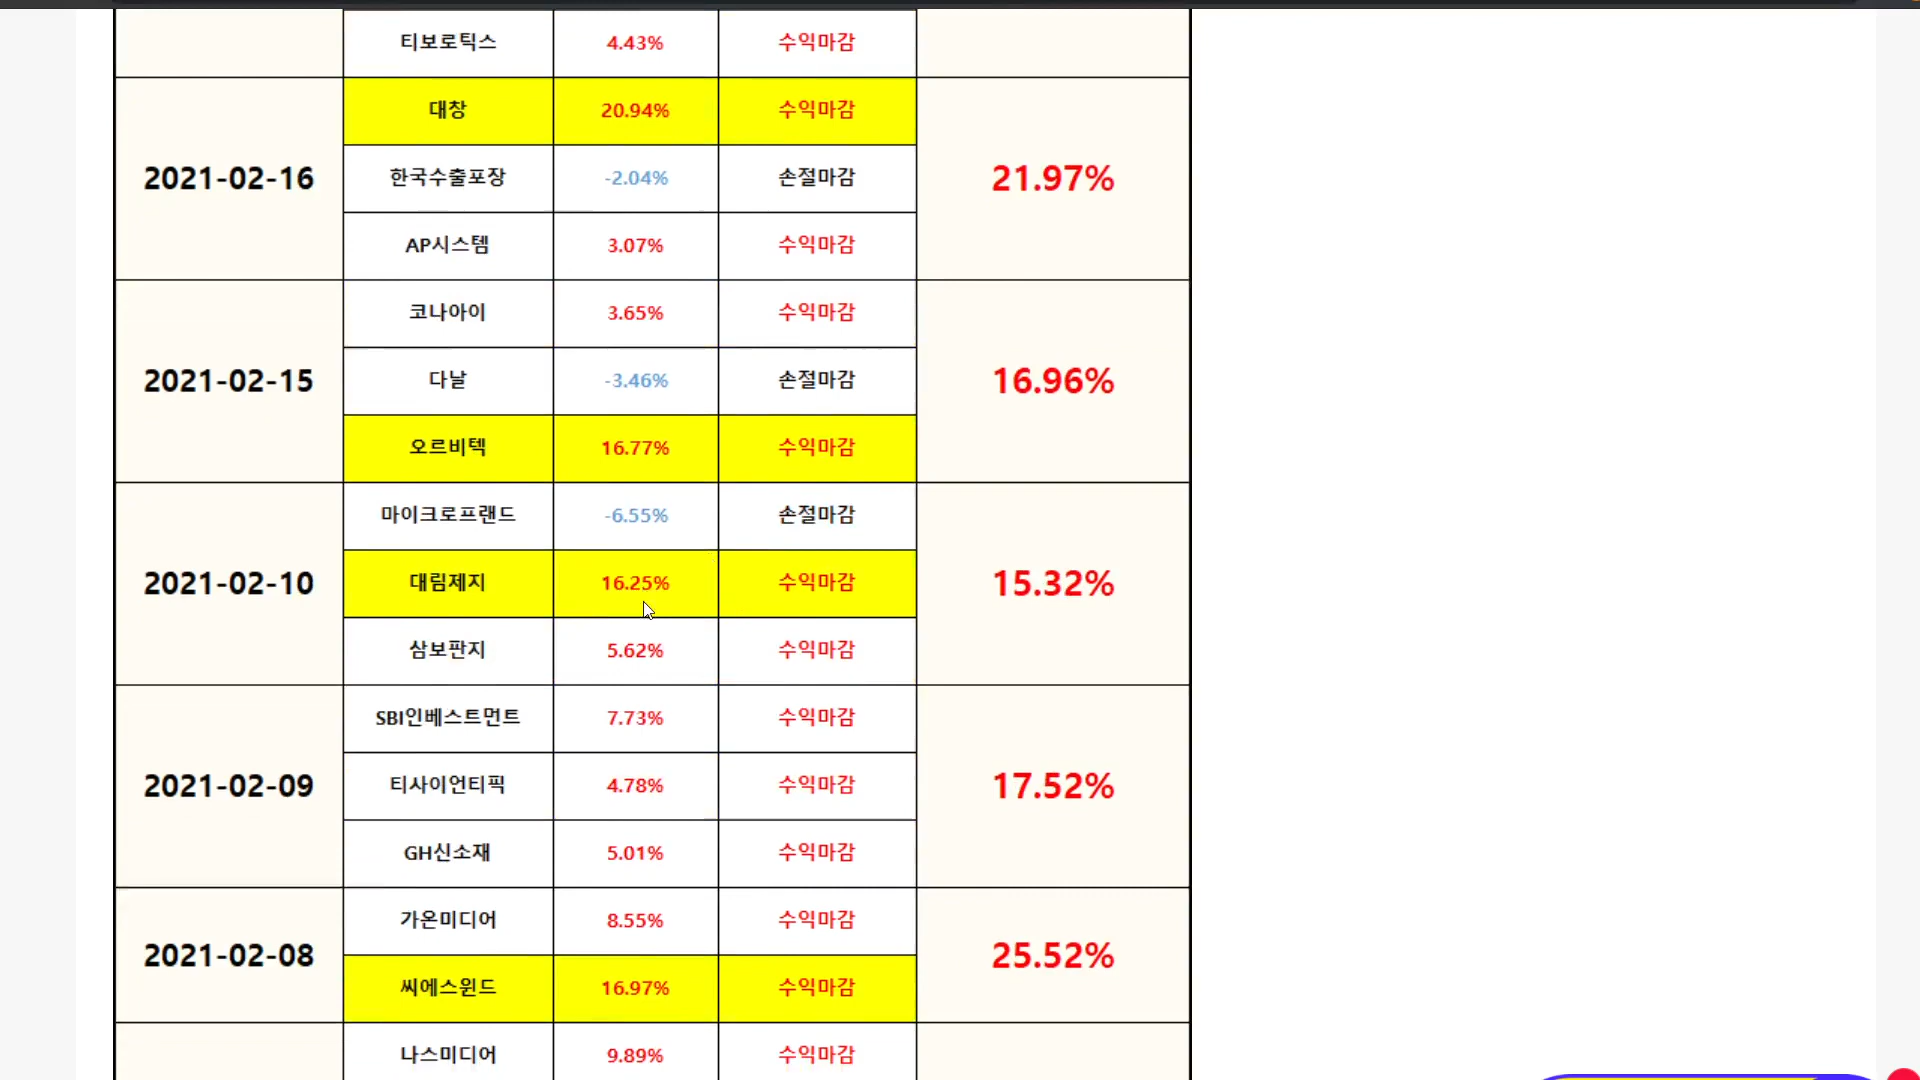 티보로틱스 4.43% 수익마감
대창 20.94% 수익마감
2021-02-16 한국수출포장 -2.04% 손절마감 21.97%
AP시스템 3.07% 수익마감
코나아이 3.65% 수익마감
2021-02-15 다날 -3.46% 손절마감 16.96%
오르비텍 16.77% 수익마감
마이크로프랜드 -6.55% 손절마감
2021-02-10 대림제지 16.25% 수익마감 15.32%
삼보판지 5.62% 수익마감
SBI인베스트먼트 7.73% 수익마감
2021-02-09 티사이언티픽 4.78% 수익마감 17.52%
GH신소재 5.01% 수익마감
가온미디어 8.55% 수익마감
2021-02-08 25.52%
씨에스윈드 16.97% 수익마감
나스미디어 9.89% 수익마감